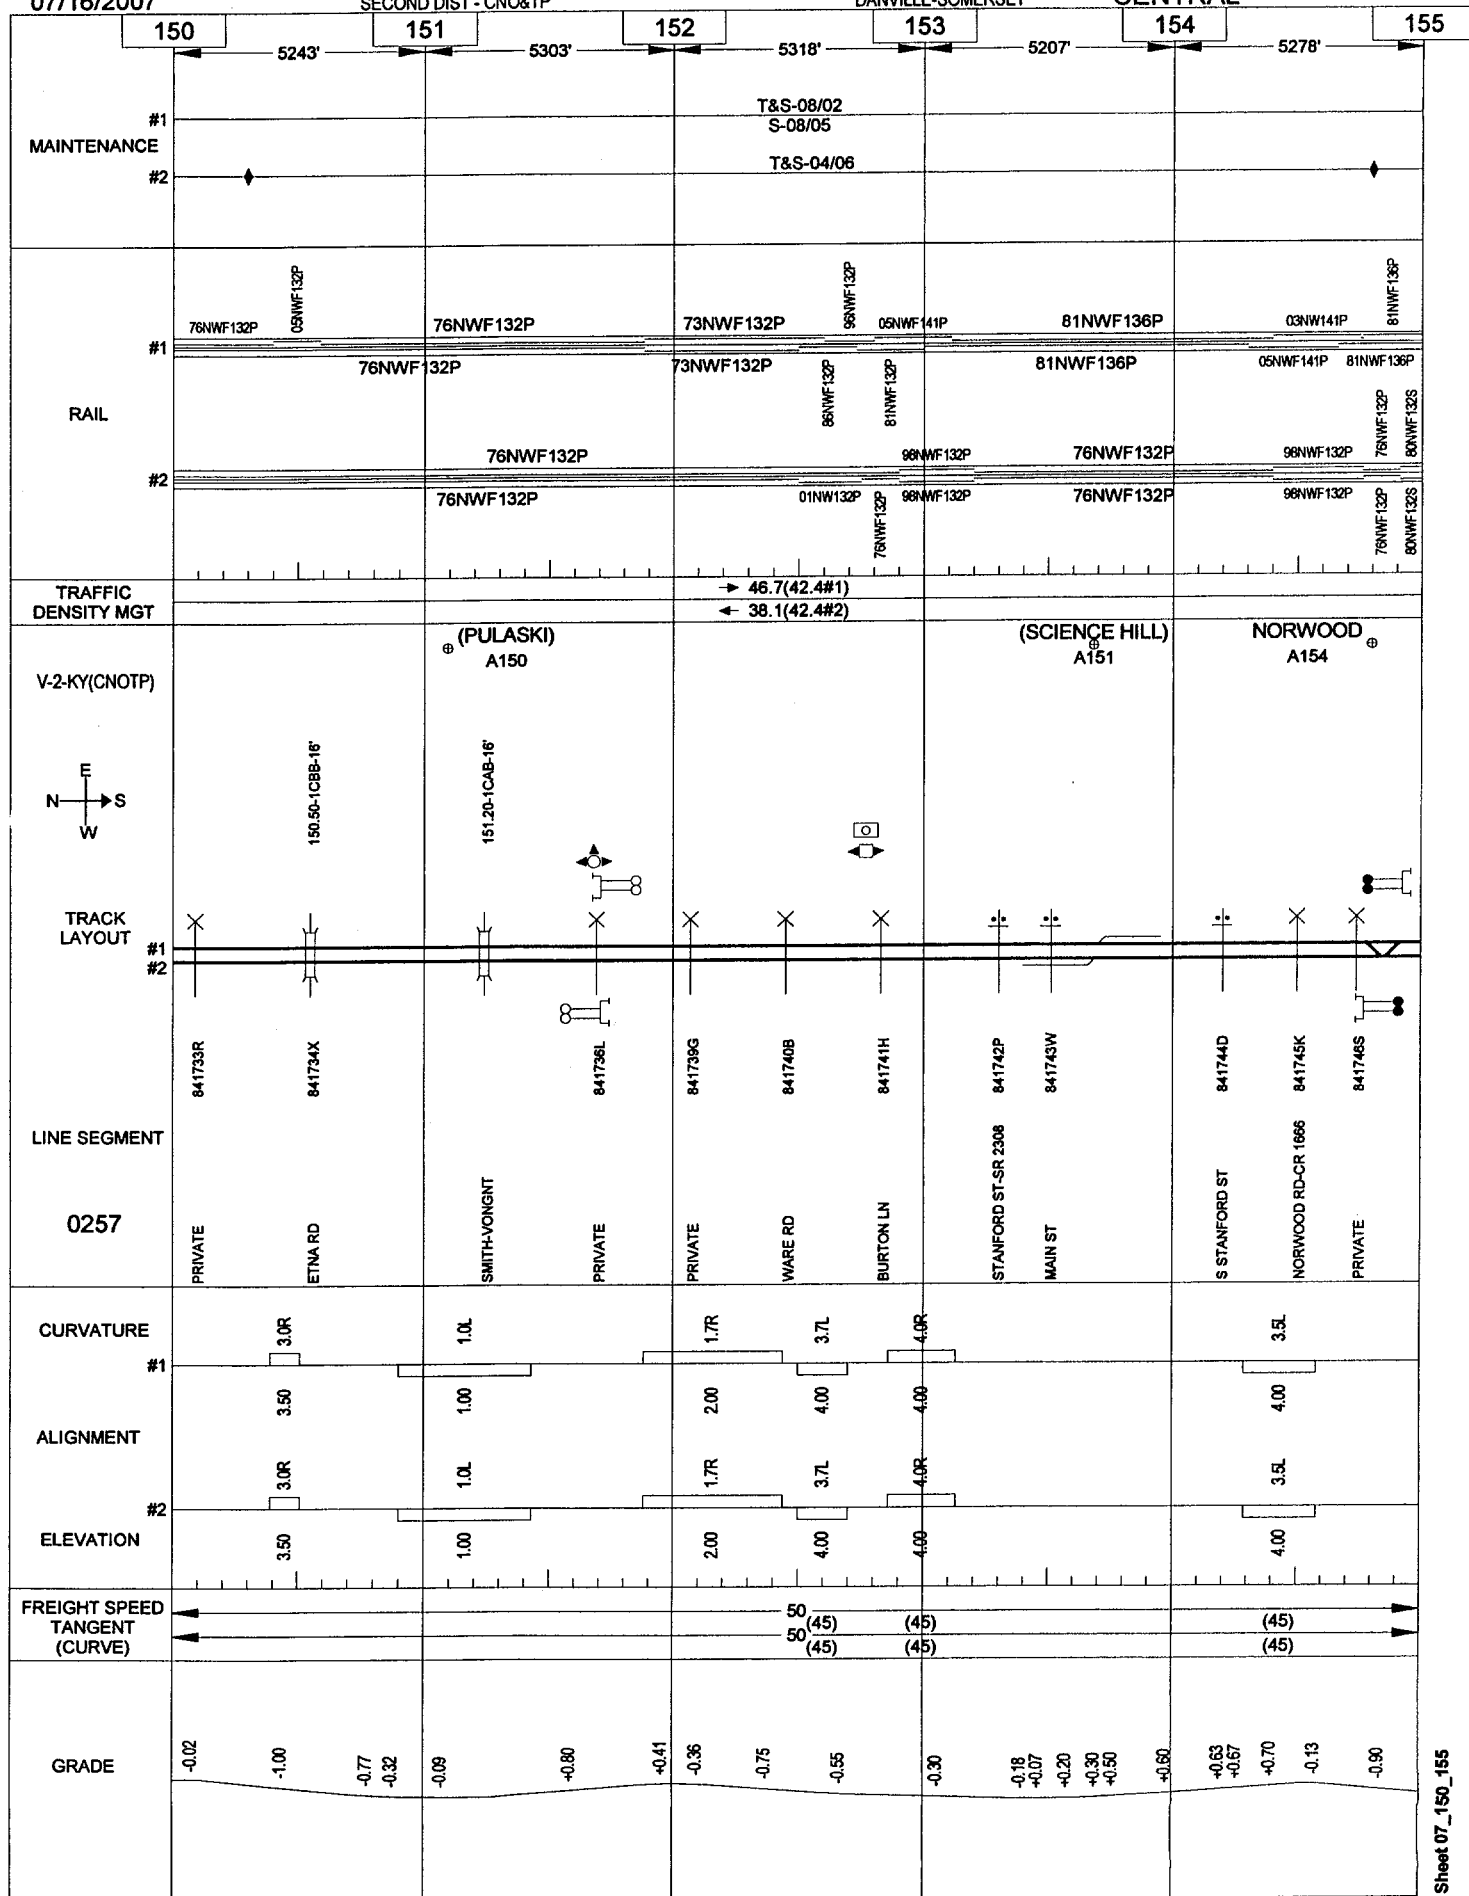 07/16/2007 SECOND DIST - CNO&TP DANVILLE-SOMERSET CENTRAL
150 151 152 153 154 155
5243' 5303' 5318' 5207' 5278'
MAINTENANCE
#1
T&S-08/02
S-08/05
#2
T&S-04/06
RAIL
05NWF132P 96NWF132P 81NWF136P
76NWF132P 76NWF132P 73NWF132P 05NWF141P 81NWF136P 03NW141P
#1
76NWF132P 73NWF132P 81NWF136P 05NWF141P 81NWF136P
86NWF132P 81NWF132P 76NWF132P 80NWF132S
76NWF132P 98NWF132P 76NWF132P 98NWF132P
#2
76NWF132P 01NW132P 98NWF132P 76NWF132P 98NWF132P
76NWF132P 76NWF132P 80NWF132S
TRAFFIC
DENSITY MGT
46.7(42.4#1)
38.1(42.4#2)
(PULASKI) (SCIENCE HILL) NORWOOD
A150 A151 A154
V-2-KY(CNOTP)
150.50-1CBB-16' 151.20-1CAB-16'
E
N S
W
TRACK
LAYOUT
#1
#2
841733R 841734X 841736L 841739G 841740B 841741H 841742P 841743W 841744D 841745K 841746S
LINE SEGMENT
0257
PRIVATE
ETNA RD
SMITH-VONGNT
PRIVATE
PRIVATE
WARE RD
BURTON LN
STANFORD ST-SR 2308
MAIN ST
S STANFORD ST
NORWOOD RD-CR 1666
PRIVATE
CURVATURE
3.0R 1.0L 1.7R 3.7L 4.0R 3.5L
#1
3.50 1.00 2.00 4.00 4.00 4.00
ALIGNMENT
3.0R 1.0L 1.7R 3.7L 4.0R 3.5L
#2
ELEVATION
3.50 1.00 2.00 4.00 4.00 4.00
FREIGHT SPEED
TANGENT
(CURVE)
50
(45) (45) (45)
50
(45) (45) (45)
GRADE
-0.02 -1.00 -0.77 -0.32 -0.09 +0.80 +0.41 -0.36 -0.75 -0.55 -0.30 -0.18 +0.07 +0.20 +0.30 +0.50 +0.60 +0.63 +0.67 +0.70 -0.13 -0.90
Sheet 07_150_155